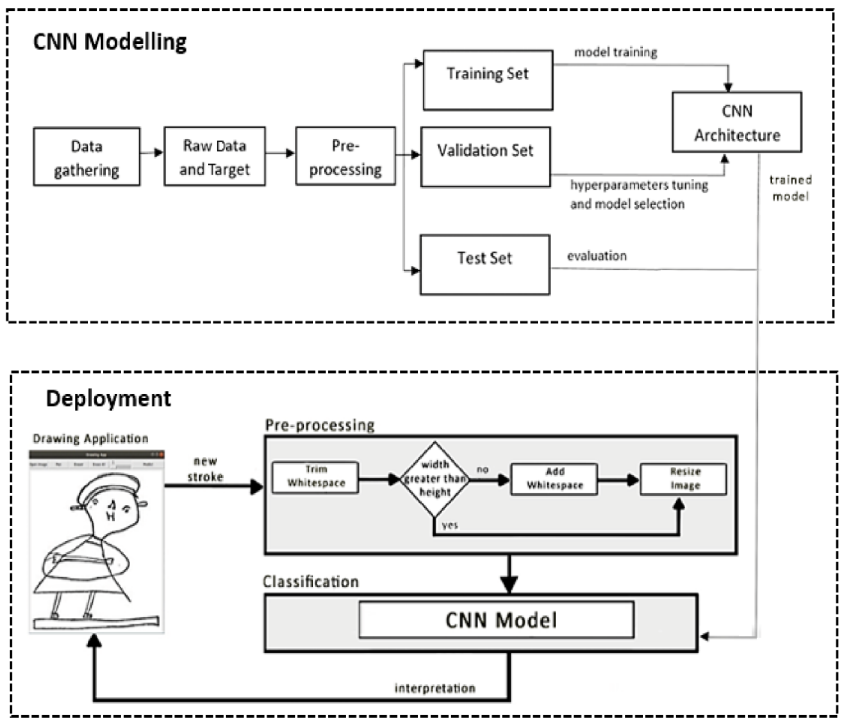 CNN Modelling
Data
gathering
Raw Data
and Target
Pre-
processing
Training Set
Validation Set
Test Set
model training
hyperparameters tuning
and model selection
evaluation
CNN
Architecture
trained
model
Deployment
Drawing Application
new
stroke
Pre-processing
Trim
Whitespace
width
greater than
height
no
yes
Add
Whitespace
Resize
Image
Classification
CNN Model
interpretation